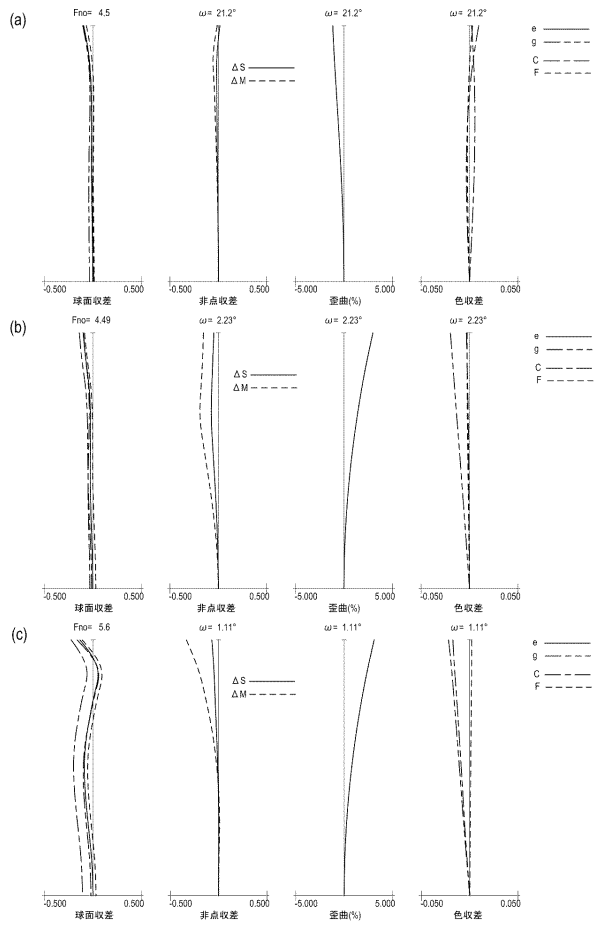 (a)
Fno= 4.5
ω= 21.2°
ω= 21.2°
ω= 21.2°
e
g
C
F
ΔS
ΔM
-0.500 0.500
球面収差
-0.500 0.500
非点収差
-5.000 5.000
歪曲(%)
-0.050 0.050
色収差
(b)
Fno= 4.49
ω= 2.23°
ω= 2.23°
ω= 2.23°
e
g
C
F
ΔS
ΔM
-0.500 0.500
球面収差
-0.500 0.500
非点収差
-5.000 5.000
歪曲(%)
-0.050 0.050
色収差
(c)
Fno= 5.6
ω= 1.11°
ω= 1.11°
ω= 1.11°
e
g
C
F
ΔS
ΔM
-0.500 0.500
球面収差
-0.500 0.500
非点収差
-5.000 5.000
歪曲(%)
-0.050 0.050
色収差